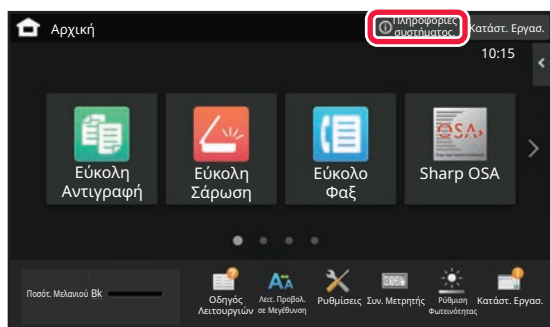 Αρχική
Πληροφορίες
συστήματος.
Κατάστ. Εργασ.
10:15
Εύκολη
Αντιγραφή
Εύκολη
Σάρωση
Εύκολο
Φαξ
OSA
Sharp OSA
Ποσότ. Μελανιού Bk
Οδηγός
Λειτουργιών
Λειτ. Προβολ.
σε Μεγέθυνση
Ρυθμίσεις
Συν. Μετρητής
Ρύθμιση
Φωτεινότητας
Κατάστ. Εργασ.